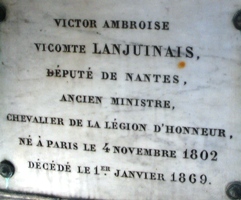 VICTOR AMBROISE
VICOMTE LANJUINAIS,
DÉPUTÉ DE NANTES,
ANCIEN MINISTRE,
CHEVALIER DE LA LÉGION D'HONNEUR,
NÉ À PARIS LE 4 NOVEMBRE 1802
DÉCÉDÉ LE 1ER JANVIER 1869.